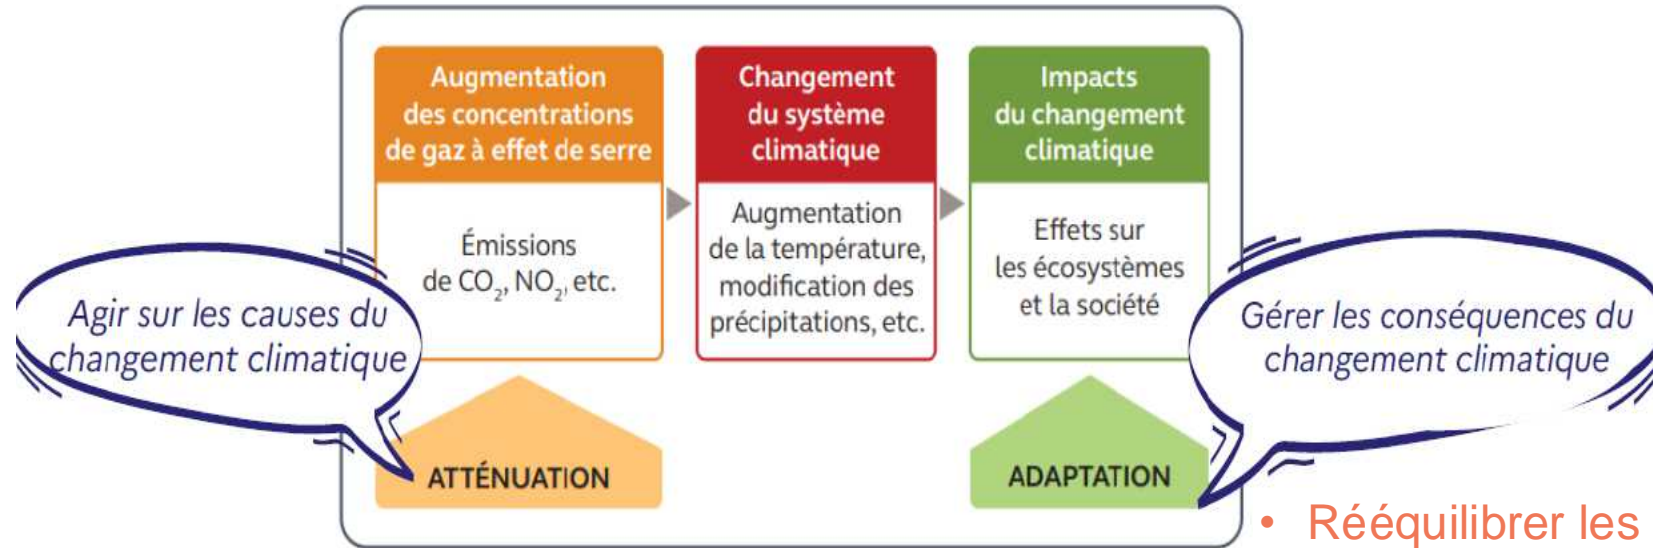 Augmentation
des concentrations
de gaz à effet de serre
Émissions
de CO₂, NO₂, etc.
Changement
du système
climatique
Augmentation
de la température,
modification des
précipitations, etc.
Impacts
du changement
climatique
Effets sur
les écosystèmes
et la société
Agir sur les causes du
changement climatique
Gérer les conséquences du
changement climatique
ATTÉNUATION
ADAPTATION
• Rééquilibrer les